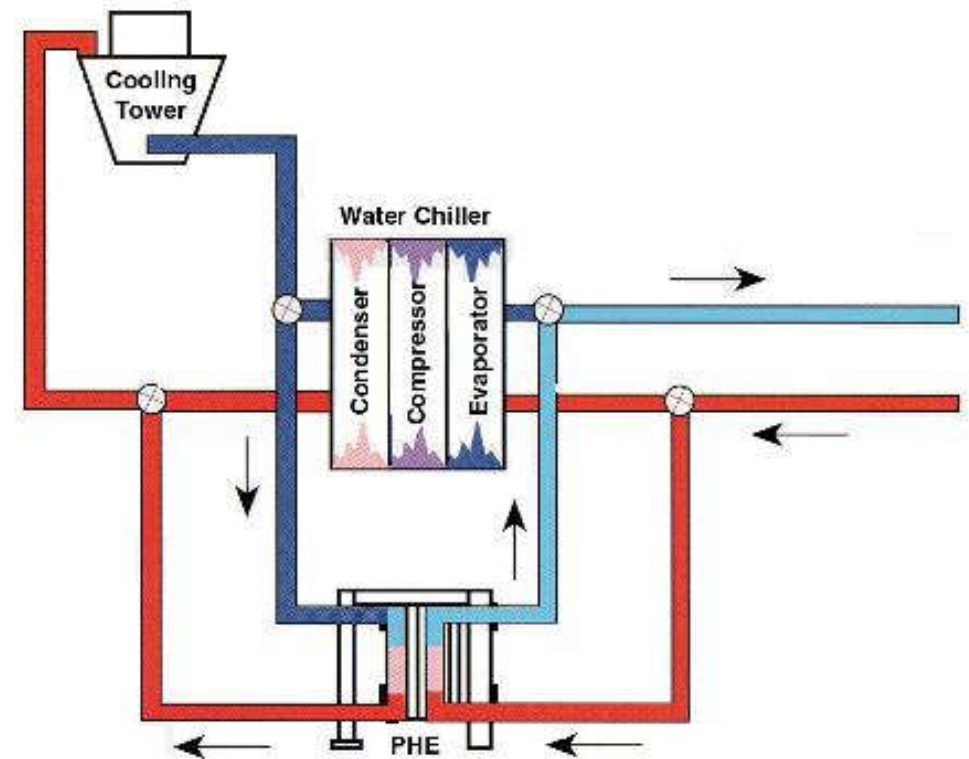 Cooling
Tower
Water Chiller
Condenser
Compressor
Evaporator
PHE